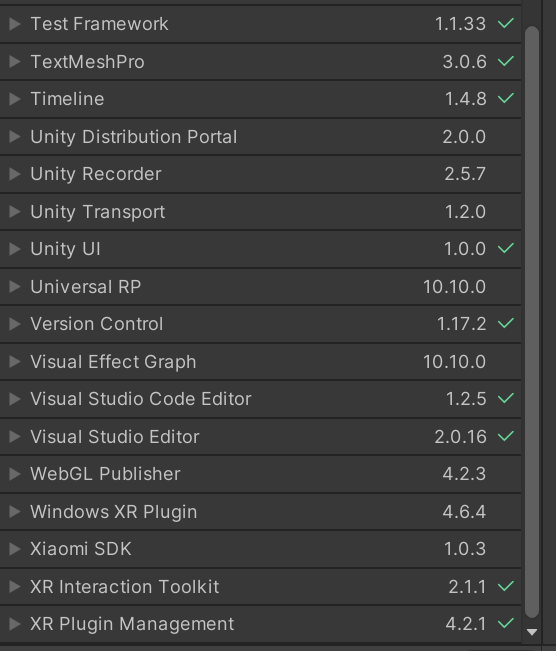 Test Framework 1.1.33
TextMeshPro 3.0.6
Timeline 1.4.8
Unity Distribution Portal 2.0.0
Unity Recorder 2.5.7
Unity Transport 1.2.0
Unity UI 1.0.0
Universal RP 10.10.0
Version Control 1.17.2
Visual Effect Graph 10.10.0
Visual Studio Code Editor 1.2.5
Visual Studio Editor 2.0.16
WebGL Publisher 4.2.3
Windows XR Plugin 4.6.4
Xiaomi SDK 1.0.3
XR Interaction Toolkit 2.1.1
XR Plugin Management 4.2.1